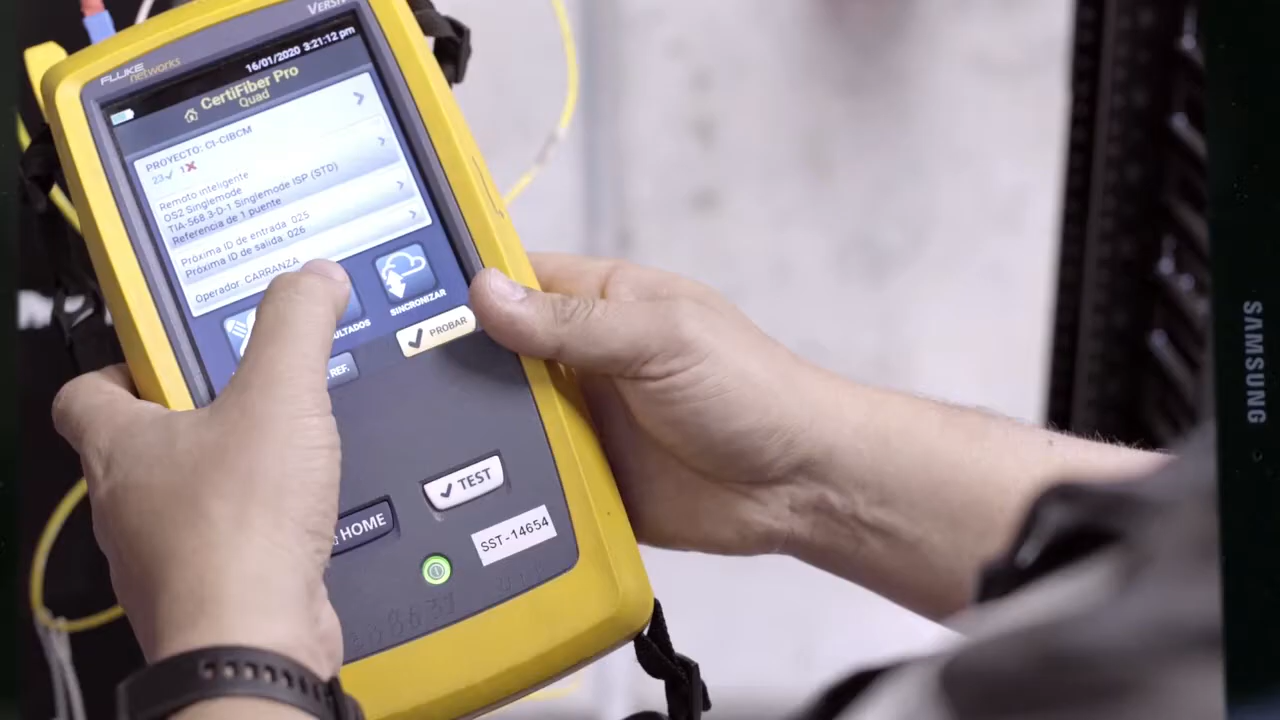 VERSIV
FLUKE
networks
16/01/2020 3:21:12 pm
CertiFiber Pro
Quad
PROYECTO: CI-CIBCM
23✓ 1✗
Remoto inteligente
OS2 Singlemode
TIA-568.3-D-1 Singlemode ISP (STD)
Referencia de 1 puente
Próxima ID de entrada: 025
Próxima ID de salida: 026
Operador: CARRANZA
SINCRONIZAR
PROBAR
REF.
TEST
HOME
SST-14654
SAMSUNG